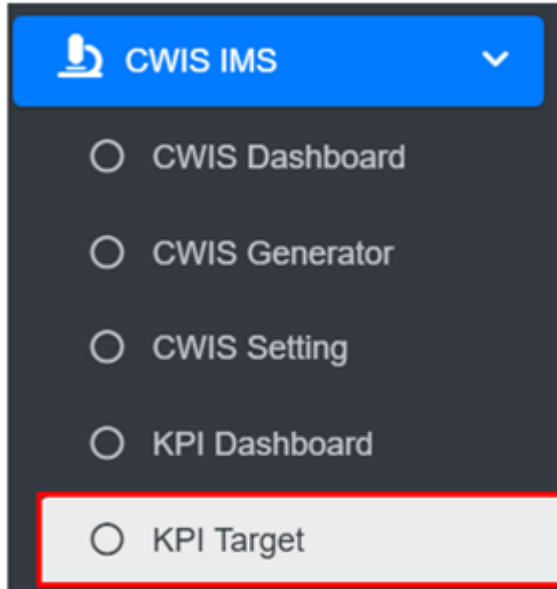 CWIS IMS
CWIS Dashboard
CWIS Generator
CWIS Setting
KPI Dashboard
KPI Target